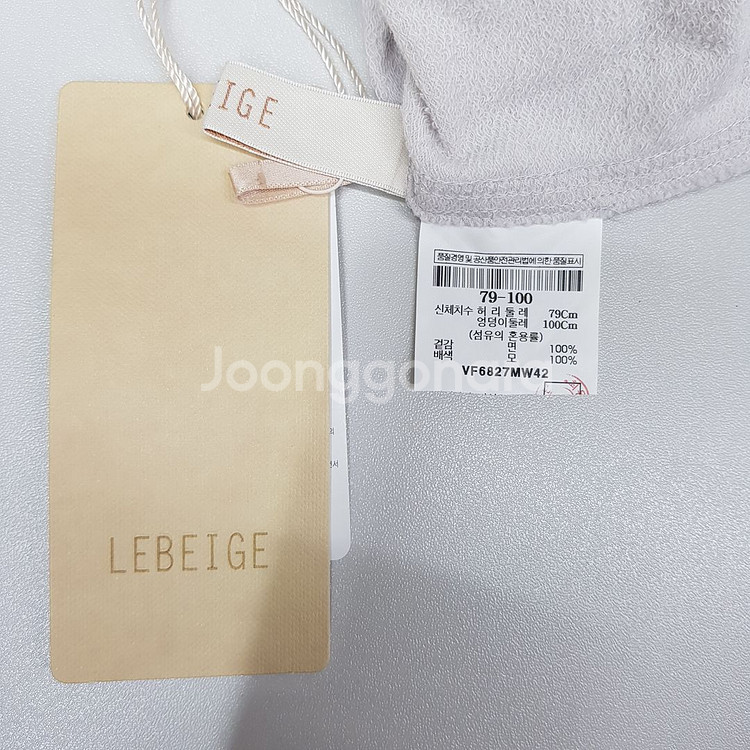 IGE
LEBEIGE
품질경영 및 공산품안전관리법에 의한 품질표시
79-100
신체치수 허 리 둘 레 79Cm
엉덩이둘레 100Cm
(섬유의 혼용률)
겉감 면 100%
배색 모 100%
VF6827MW42
Joonggonara